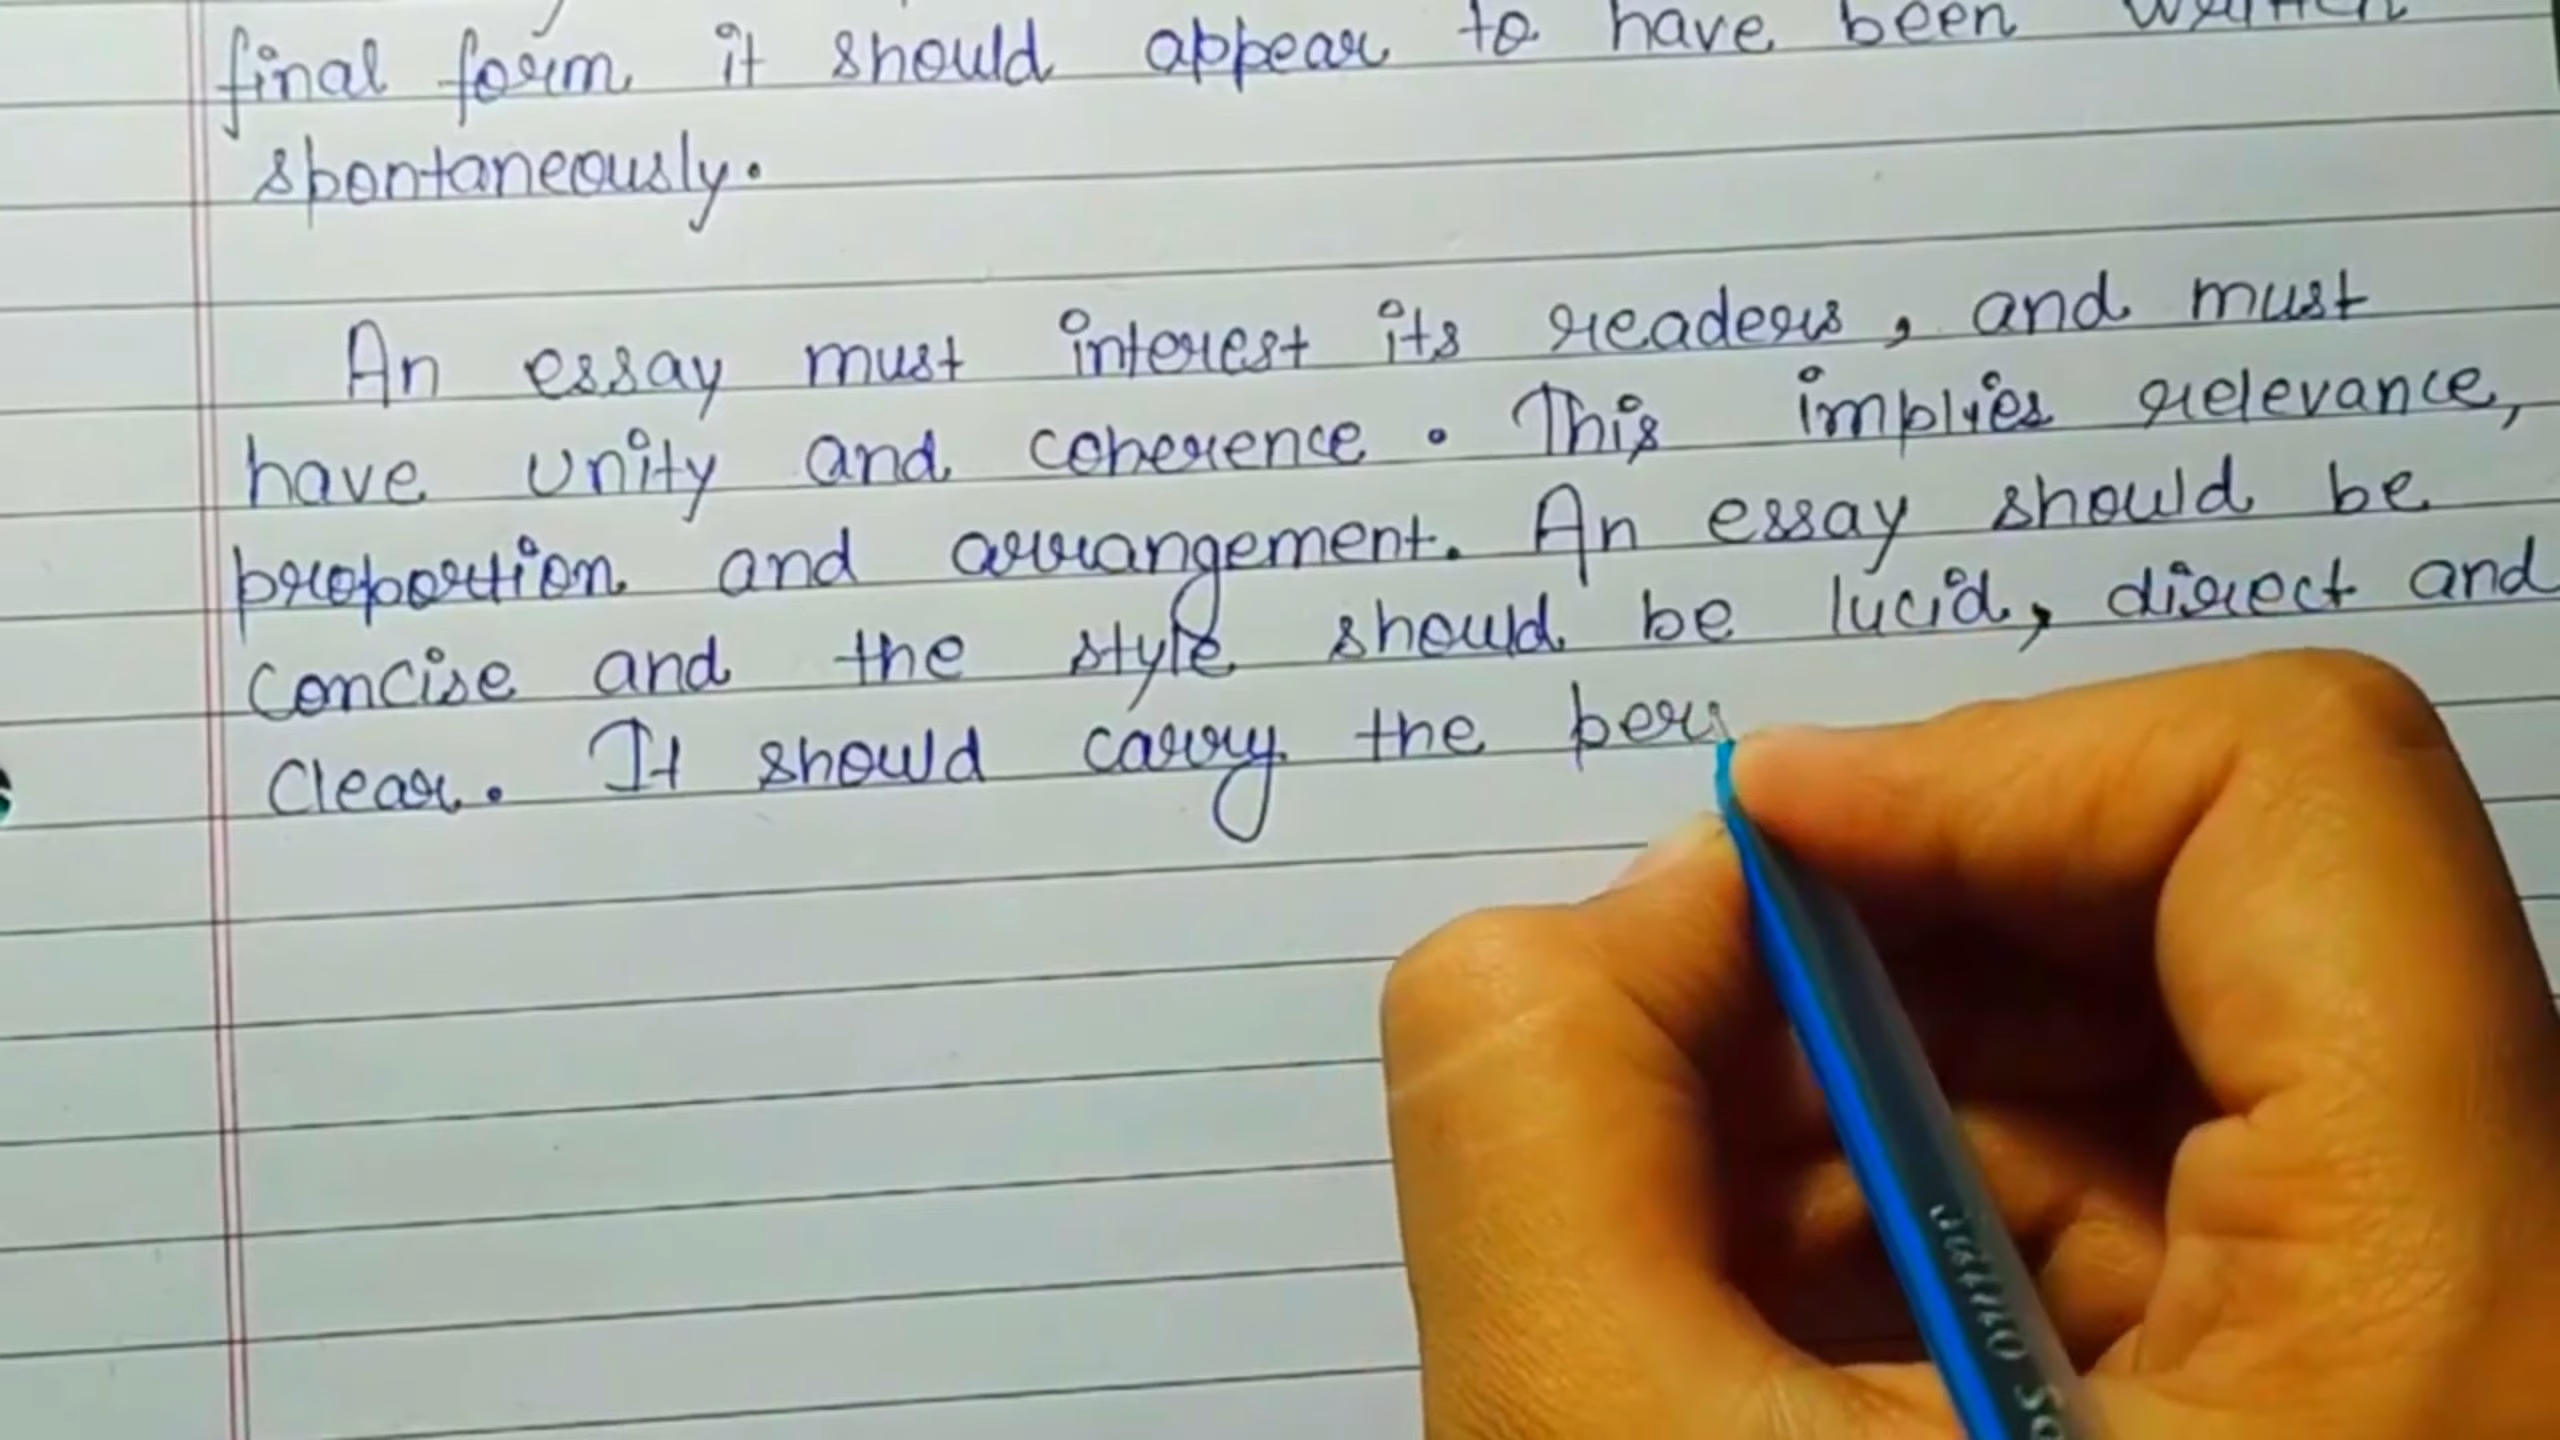 final form it should appear to have been written
spontaneously.
An essay must interest its readers, and must
have unity and coherence. This implies relevance,
proportion and arrangement. An essay should be
concise and the style should be lucid, direct and
clear. It should carry the pers